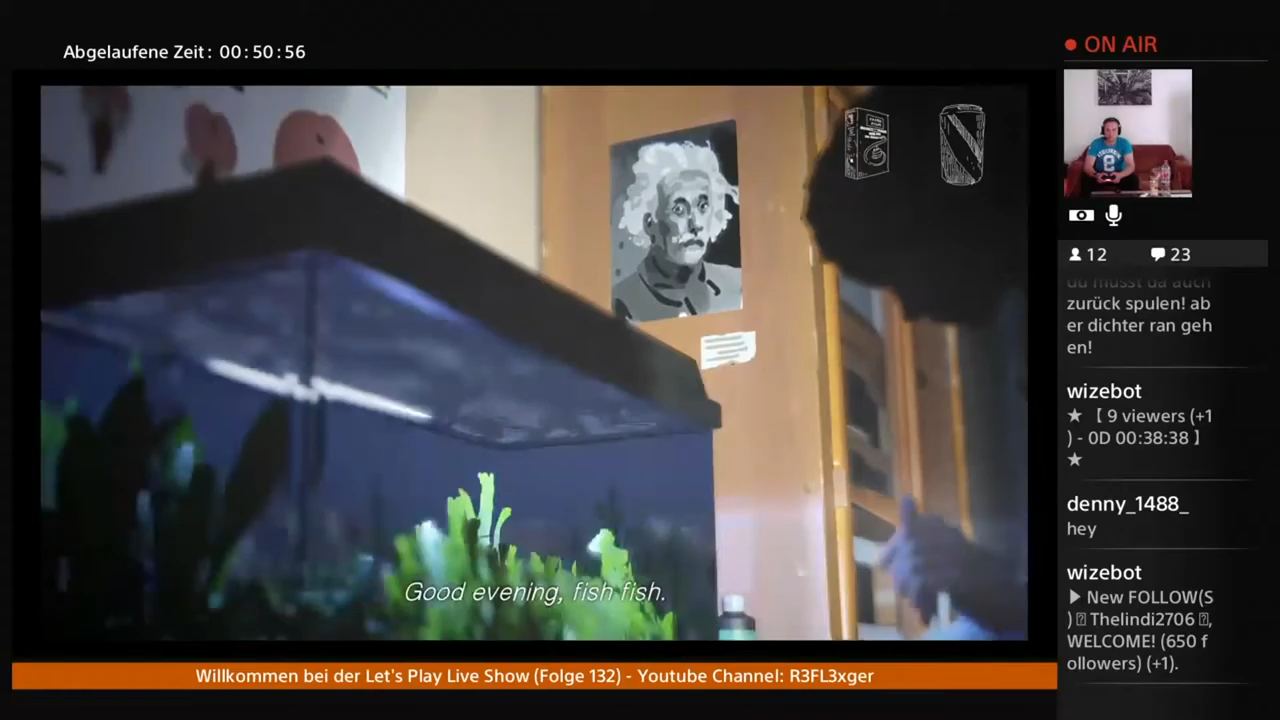 Abgelaufene Zeit: 00:50:56
ON AIR
12 23
zurück spulen! ab
er dichter ran geh
en!
wizebot
★ 【 9 viewers (+1
) - 0D 00:38:38 】
★
denny_1488_
hey
wizebot
▶ New FOLLOW(S
) Thelindi2706 ,
WELCOME! (650 f
ollowers) (+1).
Good evening, fish fish.
Willkommen bei der Let's Play Live Show (Folge 132) - Youtube Channel: R3FL3xger